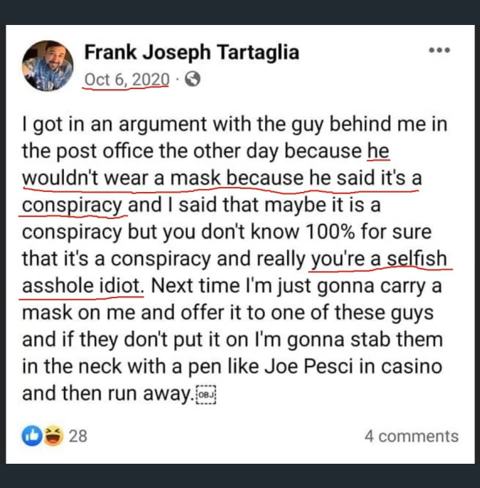 Frank Joseph Tartaglia
Oct 6, 2020 ·
I got in an argument with the guy behind me in
the post office the other day because he
wouldn't wear a mask because he said it's a
conspiracy and I said that maybe it is a
conspiracy but you don't know 100% for sure
that it's a conspiracy and really you're a selfish
asshole idiot. Next time I'm just gonna carry a
mask on me and offer it to one of these guys
and if they don't put it on I'm gonna stab them
in the neck with a pen like Joe Pesci in casino
and then run away.￼
28
4 comments